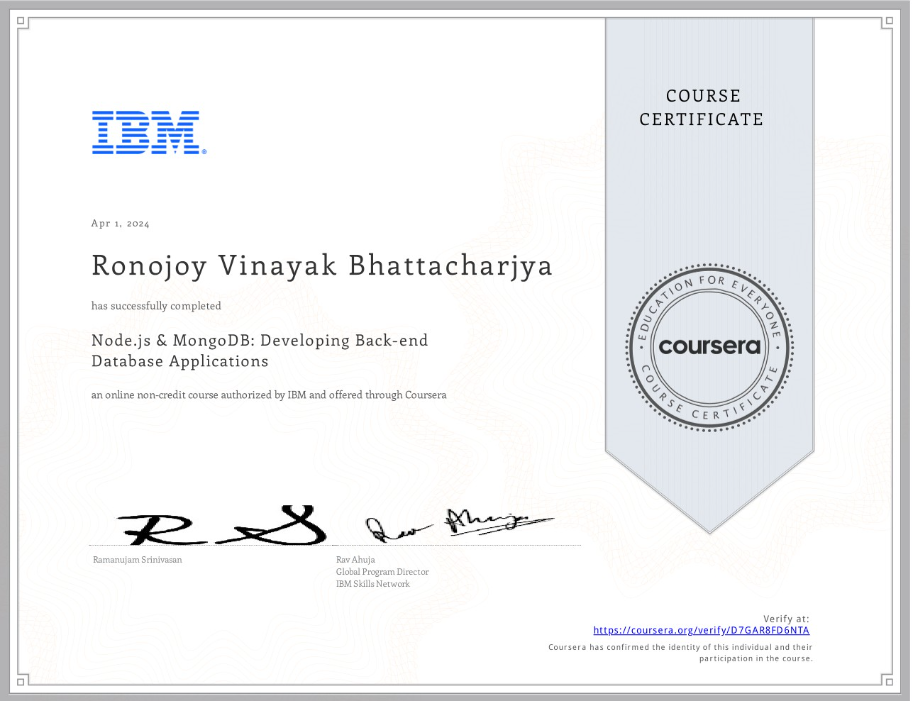 COURSE
CERTIFICATE
IBM®
Apr 1, 2024
Ronojoy Vinayak Bhattacharjya
has successfully completed
Node.js & MongoDB: Developing Back-end
Database Applications
an online non-credit course authorized by IBM and offered through Coursera
EDUCATION FOR EVERYONE
coursera
COURSE CERTIFICATE
Ramanujam Srinivasan
Rav Ahuja
Rav Ahuja
Global Program Director
IBM Skills Network
Verify at:
https://coursera.org/verify/D7GAR8FD6NTA
Coursera has confirmed the identity of this individual and their
participation in the course.